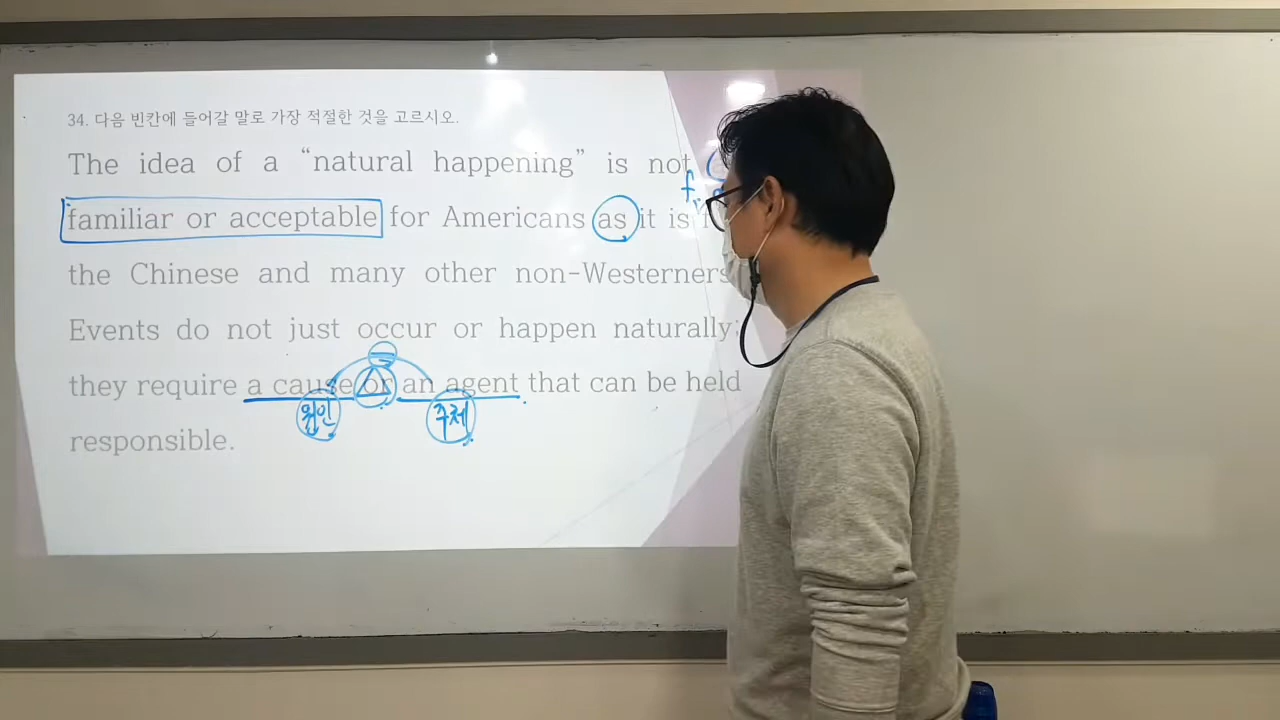 34. 다음 빈칸에 들어갈 말로 가장 적절한 것을 고르시오.
The idea of a “natural happening” is not
familiar or acceptable for Americans as it is
the Chinese and many other non-Westerners
Events do not just occur or happen naturally;
they require a cause or an agent that can be held
원인 주체
responsible.